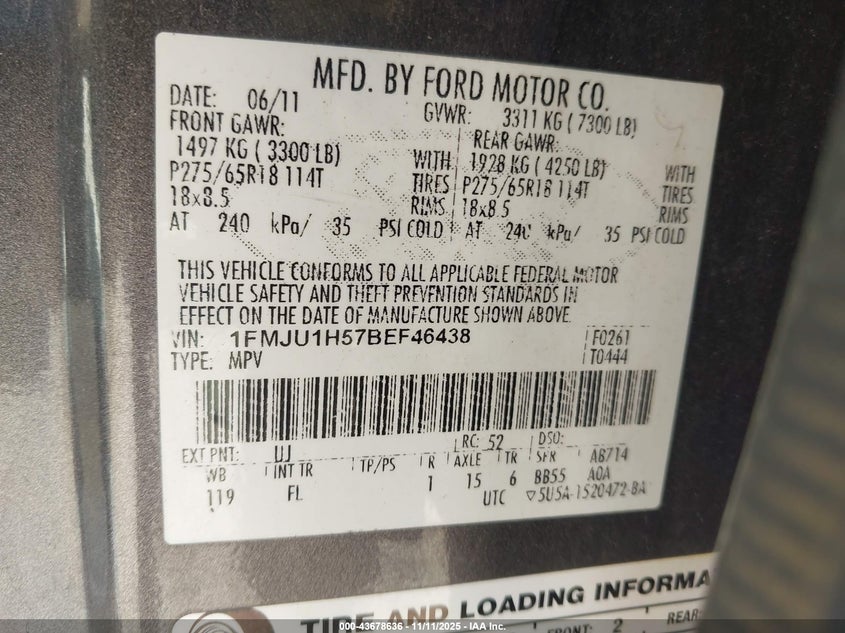 MFD. BY FORD MOTOR CO.
DATE: 06/11 GVWR: 3311 KG ( 7300 LB)
FRONT GAWR: REAR GAWR:
1497 KG ( 3300 LB) WITH 1928 KG ( 4250 LB) WITH
P275/65R18 114T TIRES P275/65R18 114T TIRES
18x8.5 RIMS 18x8.5 RIMS
AT 240 kPa/ 35 PSI COLD AT 240 kPa/ 35 PSI COLD
THIS VEHICLE CONFORMS TO ALL APPLICABLE FEDERAL MOTOR
VEHICLE SAFETY AND THEFT PREVENTION STANDARDS IN
EFFECT ON THE DATE OF MANUFACTURE SHOWN ABOVE.
VIN: 1FMJU1H57BEF46438 F0261
TYPE: MPV T0444
EXT PNT: UJ RC: 52 DSO:
WB INT TR TP/PS R AXLE TR SPR AB714
119 FL 1 15 6 BB55 A0A
UTC ▽5U5A-1520472-BA
TIRE AND LOADING INFORMA
FRONT: 2 REAR:
000-43678636 - 11/11/2025 - IAA Inc.